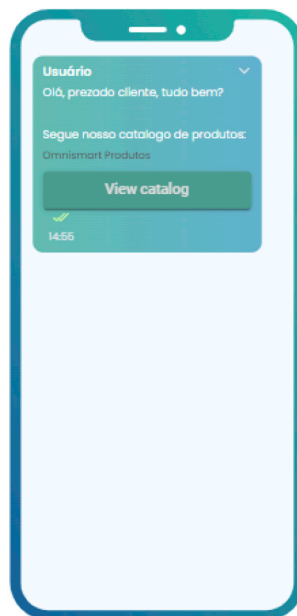 Usuário
Olá, prezado cliente, tudo bem?
Segue nosso catalogo de produtos:
Omnismart Produtos
View catalog
14:55